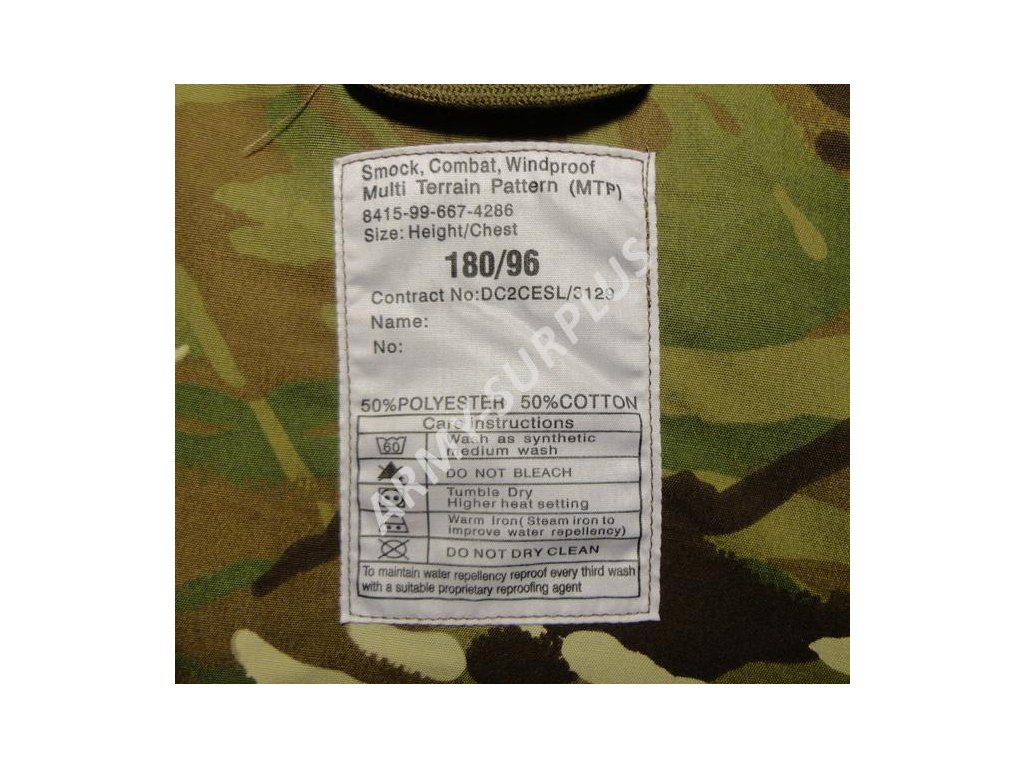 Smock, Combat, Windproof
Multi Terrain Pattern (MTP)
8415-99-667-4286
Size: Height/Chest
180/96
Contract No:DC2CESL/3129
Name:
No:
50%POLYESTER 50%COTTON
Care Instructions
60
Wash as synthetic
medium wash
DO NOT BLEACH
Tumble Dry
Higher heat setting
Warm Iron(Steam iron to
improve water repellency)
DO NOT DRY CLEAN
To maintain water repellency reproof every third wash
with a suitable proprietary reproofing agent
ARMY-SURPLUS